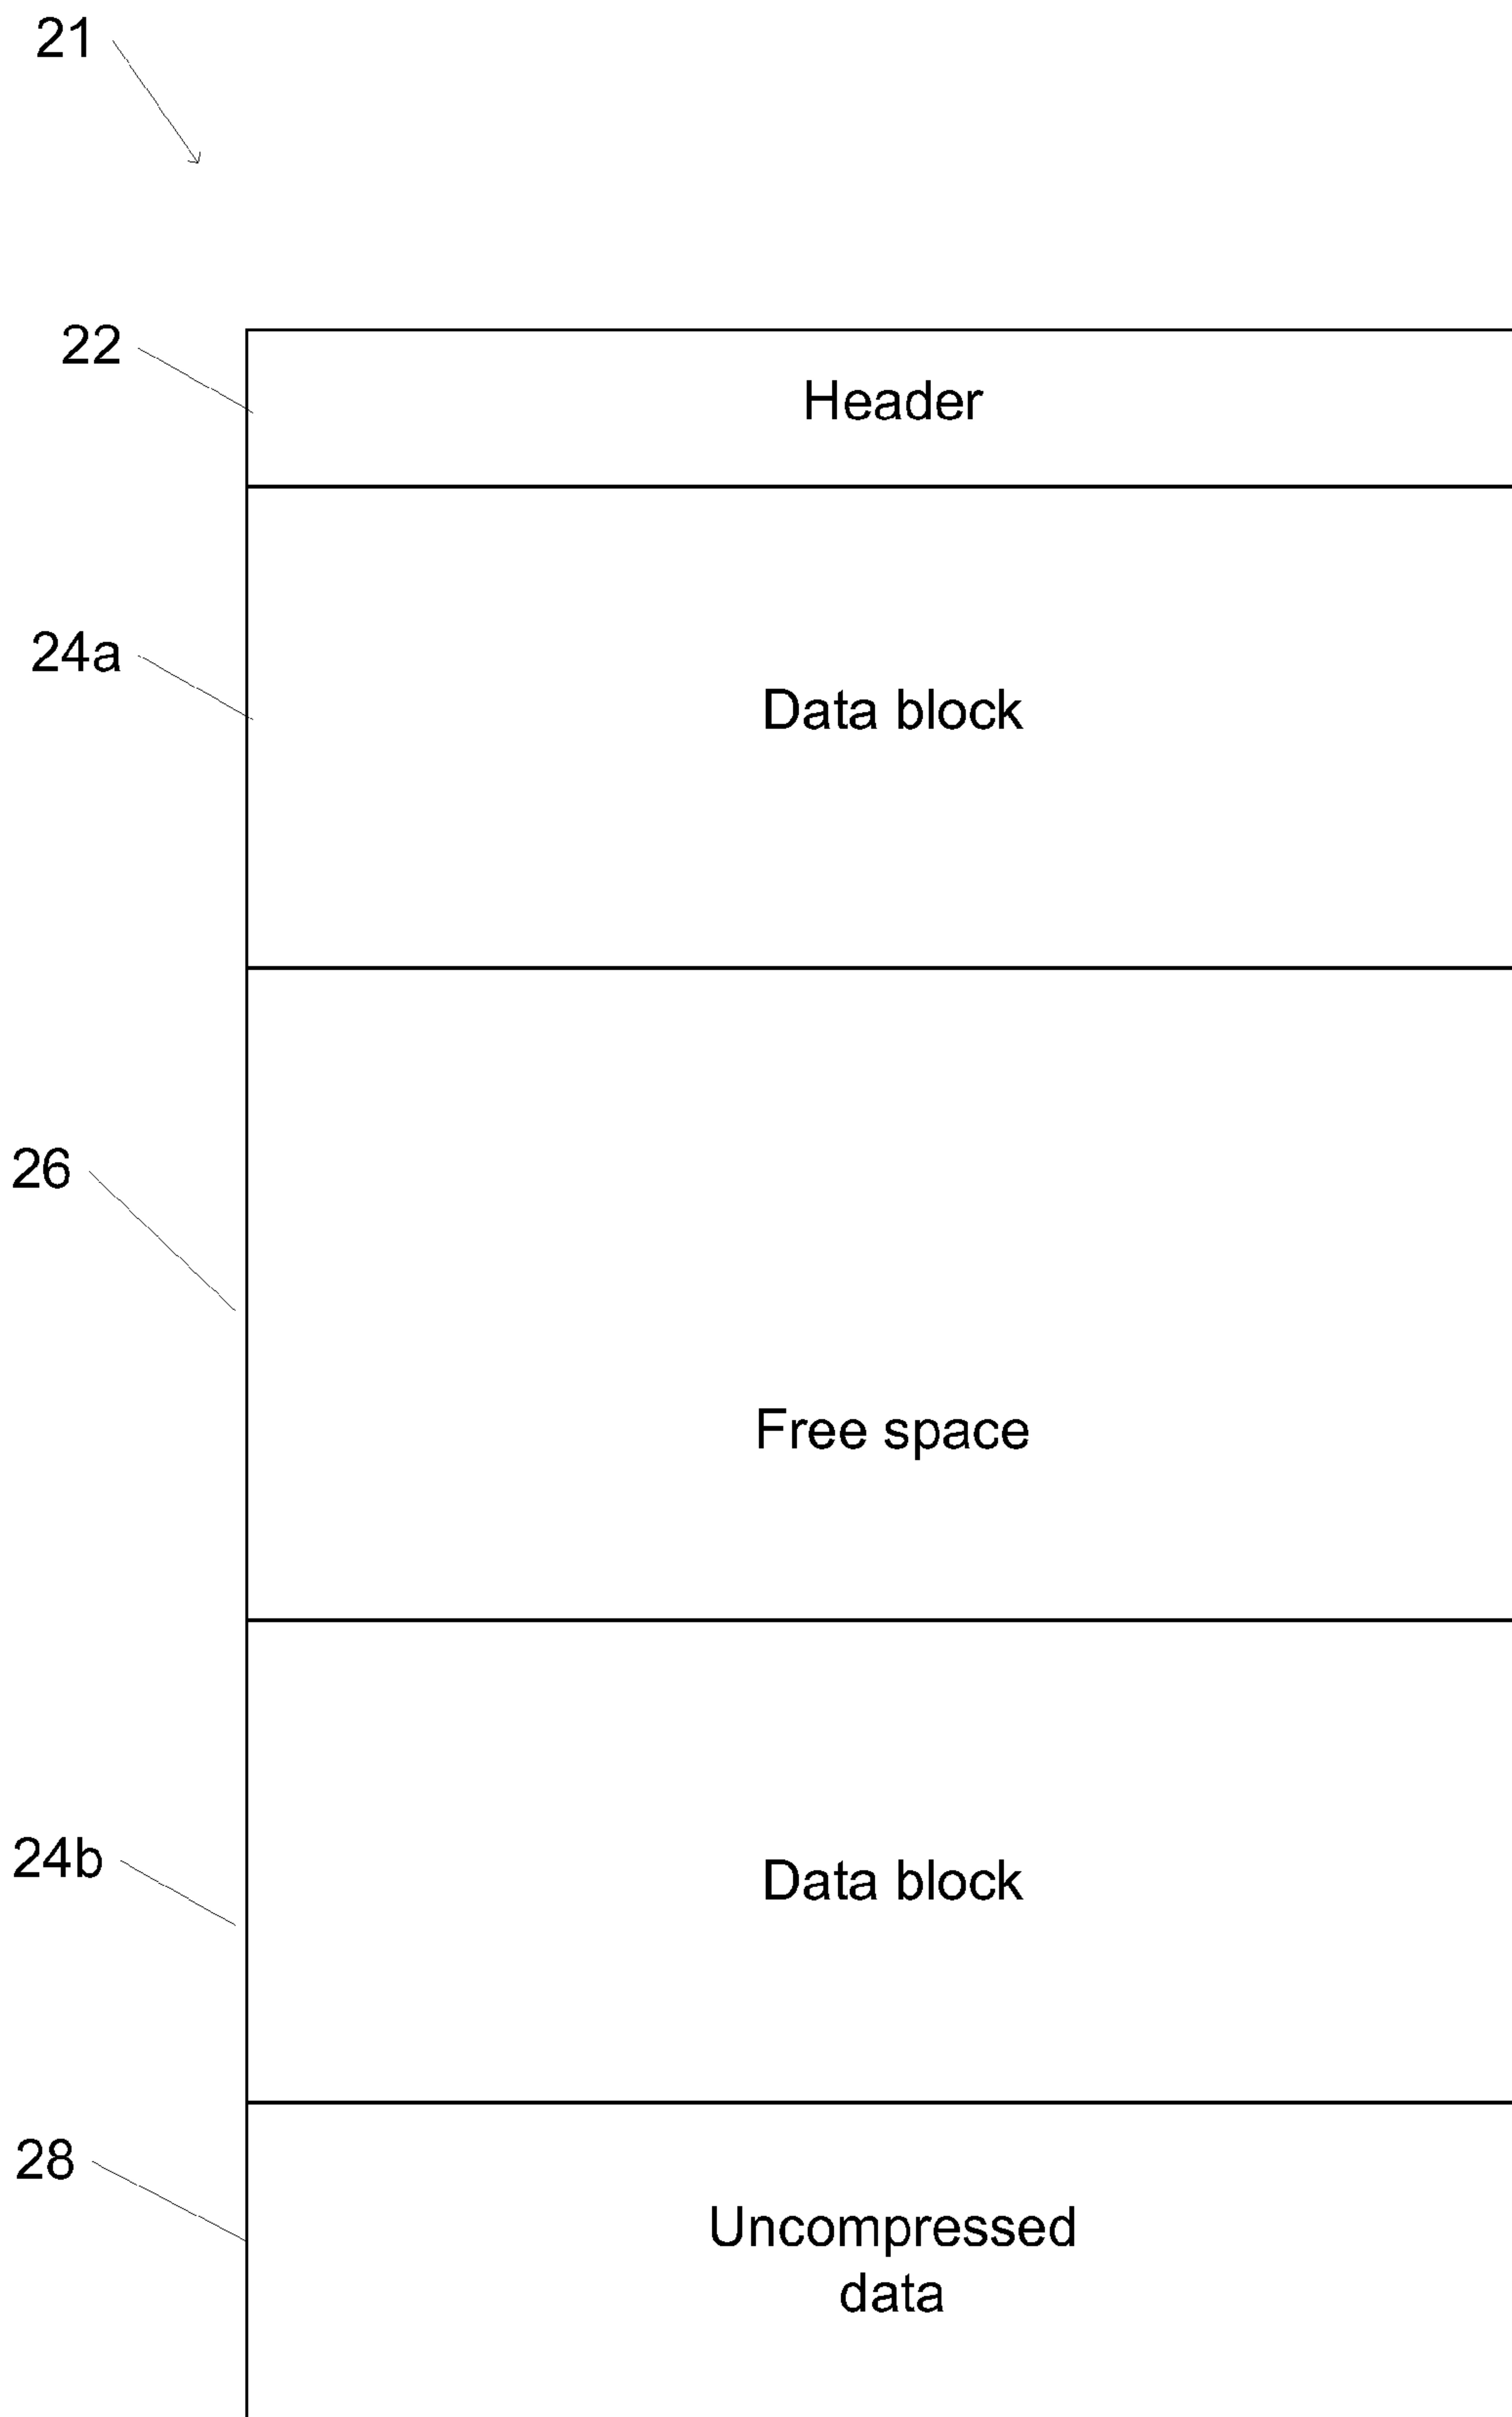 21
22
Header
24a
Data block
26
Free space
24b
Data block
28
Uncompressed
data